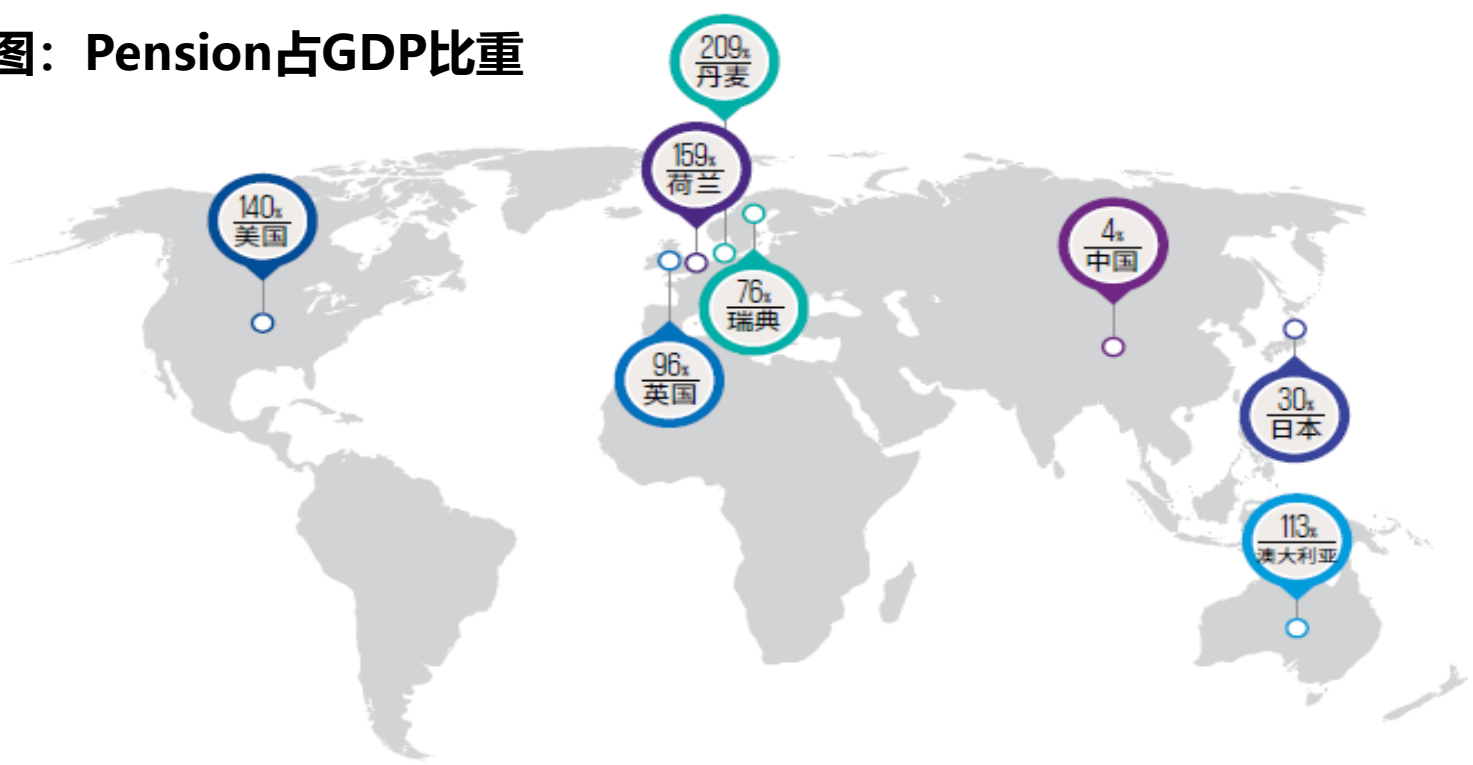 图：Pension占GDP比重
209%
丹麦
159%
荷兰
140%
美国
4%
中国
76%
瑞典
96%
英国
30%
日本
113%
澳大利亚